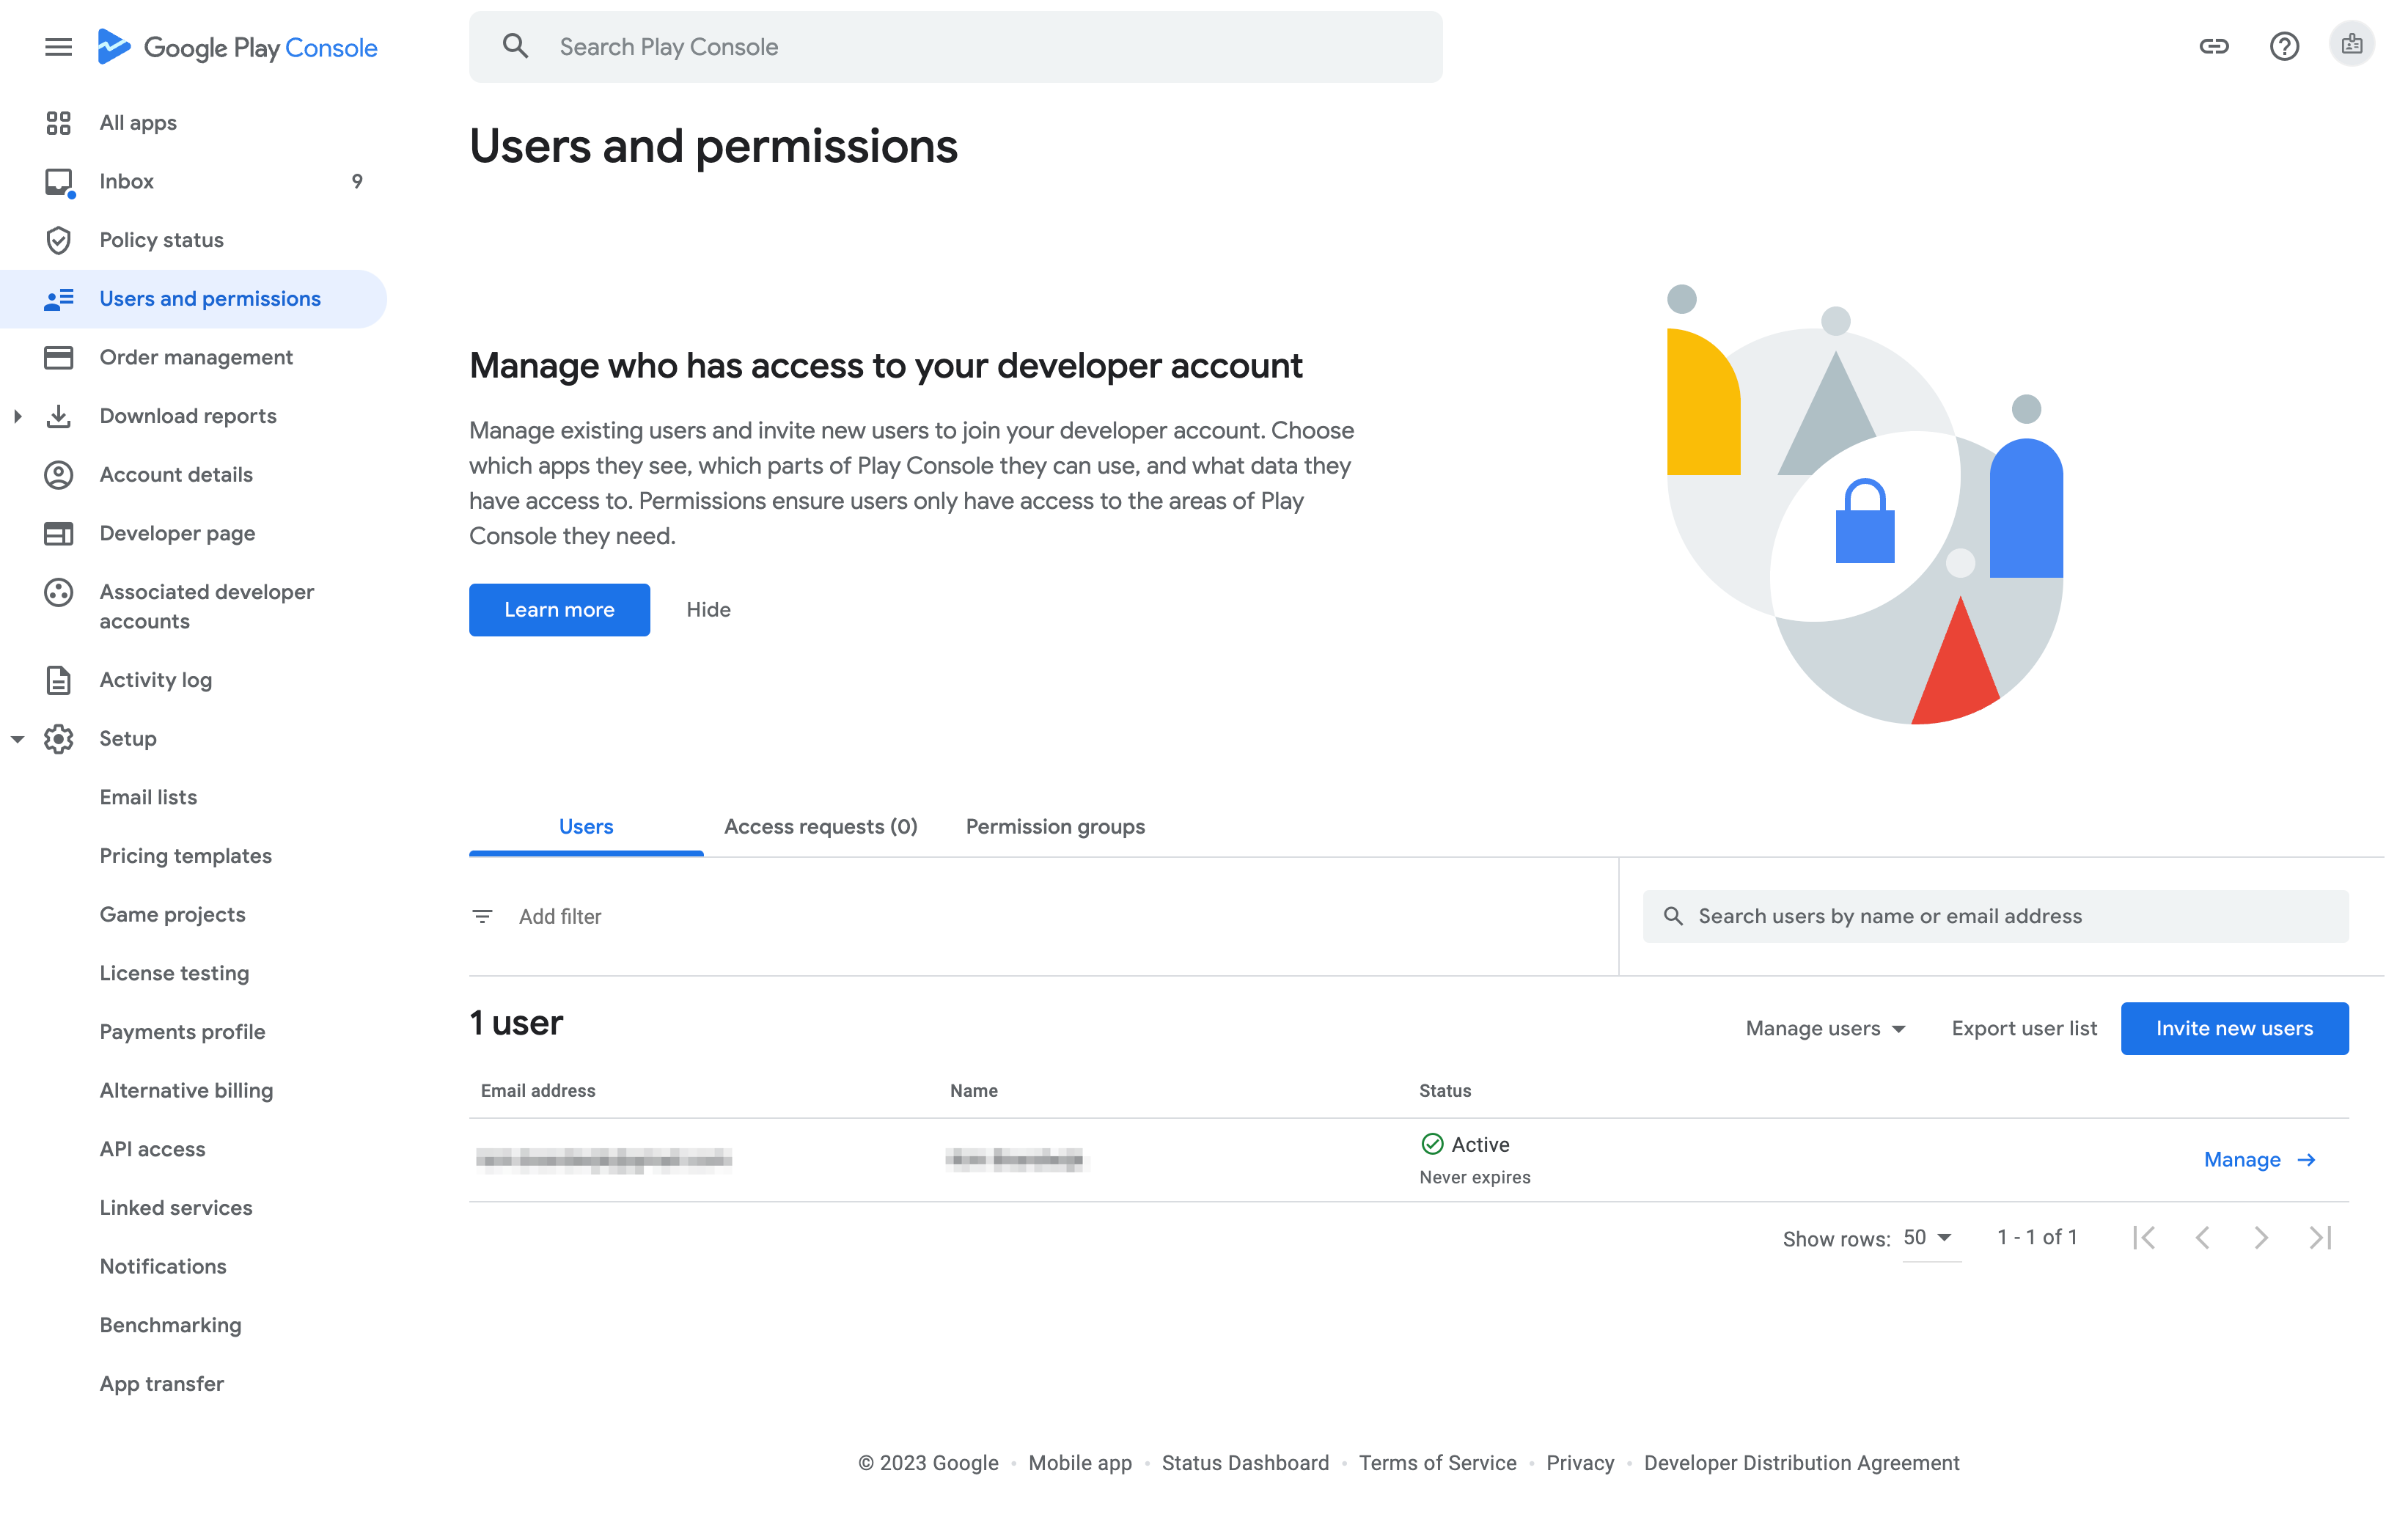 Google Play Console
Search Play Console
All apps
Inbox 9
Policy status
Users and permissions
Order management
Download reports
Account details
Developer page
Associated developer
accounts
Activity log
Setup
Email lists
Pricing templates
Game projects
License testing
Payments profile
Alternative billing
API access
Linked services
Notifications
Benchmarking
App transfer
Users and permissions
Manage who has access to your developer account
Manage existing users and invite new users to join your developer account. Choose
which apps they see, which parts of Play Console they can use, and what data they
have access to. Permissions ensure users only have access to the areas of Play
Console they need.
Learn more Hide
Users Access requests (0) Permission groups
Add filter Search users by name or email address
1 user Manage users Export user list Invite new users
Email address Name Status
Active
Never expires
Manage
Show rows: 50 1 - 1 of 1
© 2023 Google • Mobile app • Status Dashboard • Terms of Service • Privacy • Developer Distribution Agreement